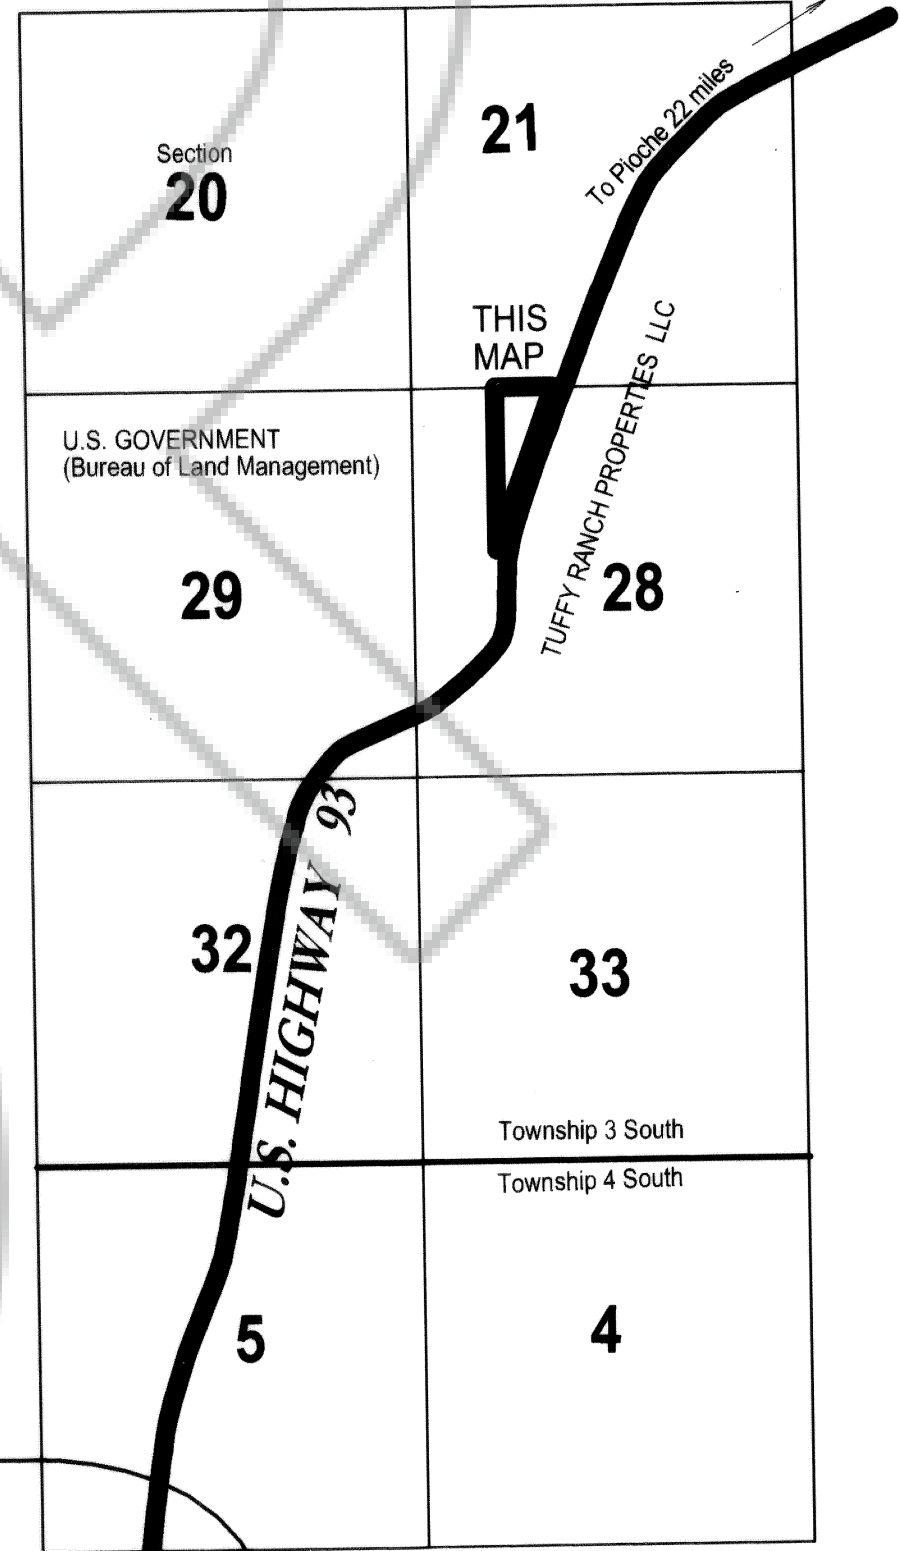 To Pioche 22 miles
21
Section
20
THIS
MAP
TUFFY RANCH PROPERTIES LLC
U.S. GOVERNMENT
(Bureau of Land Management)
29
28
U.S. HIGHWAY 93
32
33
Township 3 South
Township 4 South
5
4